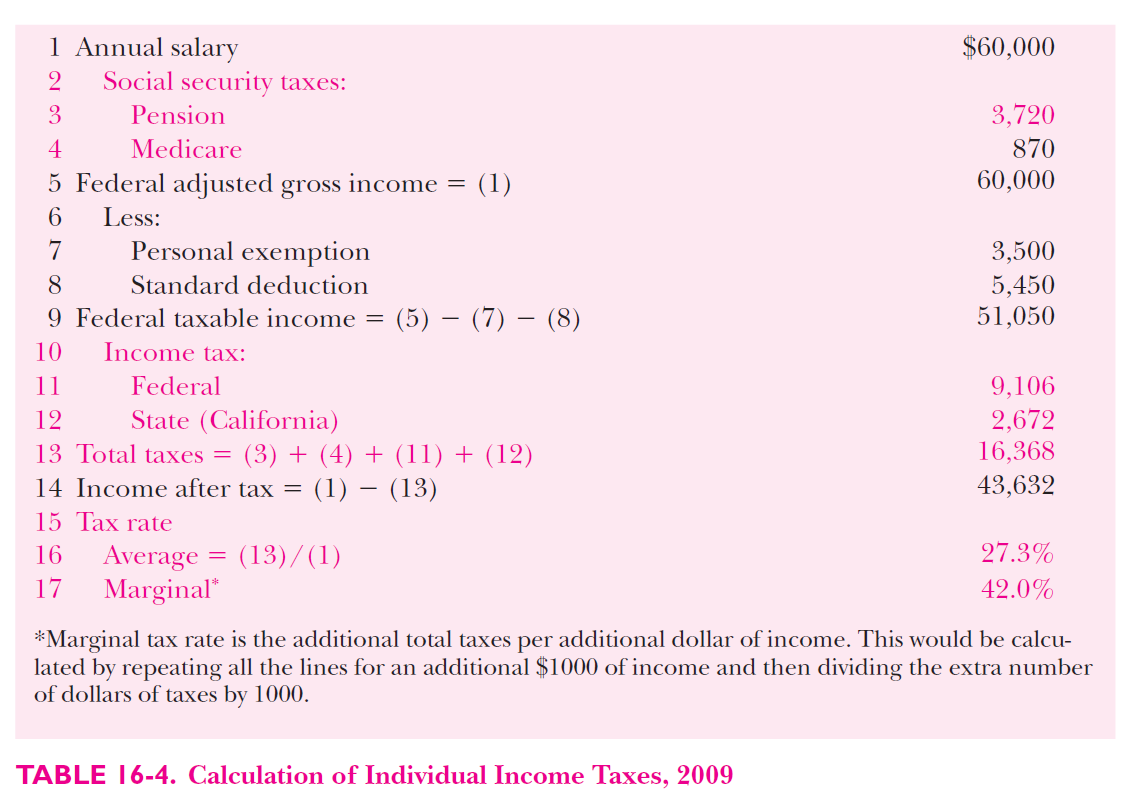 1 Annual salary $60,000
2 Social security taxes:
3 Pension 3,720
4 Medicare 870
5 Federal adjusted gross income = (1) 60,000
6 Less:
7 Personal exemption 3,500
8 Standard deduction 5,450
9 Federal taxable income = (5) − (7) − (8) 51,050
10 Income tax:
11 Federal 9,106
12 State (California) 2,672
13 Total taxes = (3) + (4) + (11) + (12) 16,368
14 Income after tax = (1) − (13) 43,632
15 Tax rate
16 Average = (13)/(1) 27.3%
17 Marginal* 42.0%
*Marginal tax rate is the additional total taxes per additional dollar of income. This would be calcu-
lated by repeating all the lines for an additional $1000 of income and then dividing the extra number
of dollars of taxes by 1000.
TABLE 16-4. Calculation of Individual Income Taxes, 2009